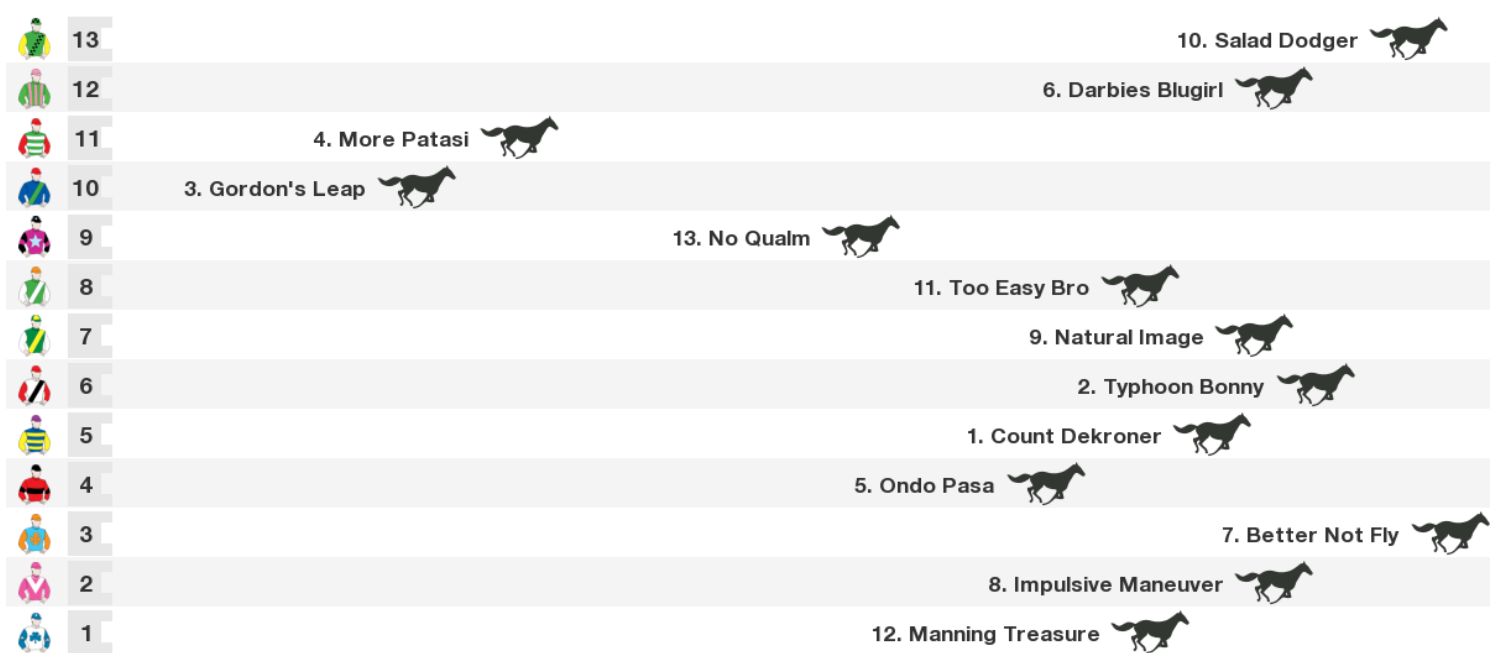 13 10. Salad Dodger
12 6. Darbies Blugirl
11 4. More Patasi
10 3. Gordon's Leap
9 13. No Qualm
8 11. Too Easy Bro
7 9. Natural Image
6 2. Typhoon Bonny
5 1. Count Dekroner
4 5. Ondo Pasa
3 7. Better Not Fly
2 8. Impulsive Maneuver
1 12. Manning Treasure